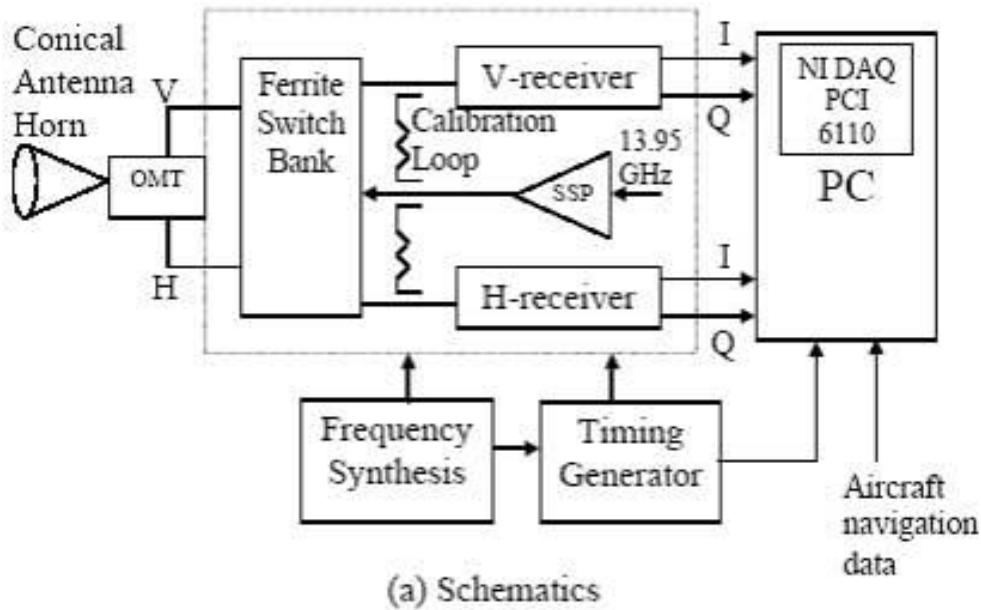 Conical
Antenna
Horn
V
OMT
H
Ferrite
Switch
Bank
V-receiver
Calibration
Loop
SSP
13.95
GHz
H-receiver
I
Q
I
Q
NI DAQ
PCI
6110
PC
Frequency
Synthesis
Timing
Generator
Aircraft
navigation
data
(a) Schematics